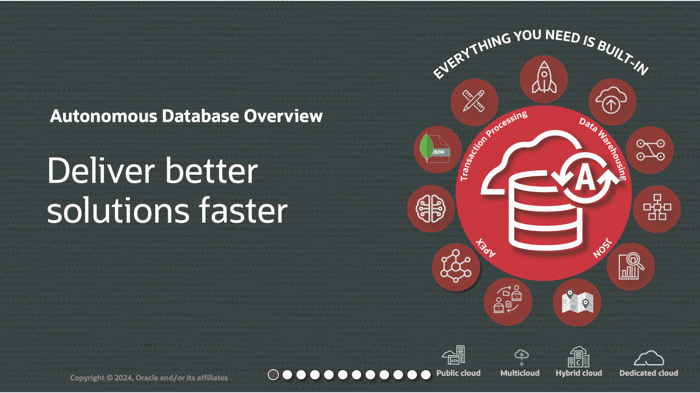 EVERYTHING YOU NEED IS BUILT-IN
Autonomous Database Overview
Deliver better
solutions faster
Transaction Processing
Data Warehousing
JSON
A
APEX
JSON
Public cloud
Multicloud
Hybrid cloud
Dedicated cloud
Copyright © 2024, Oracle and/or its affiliates